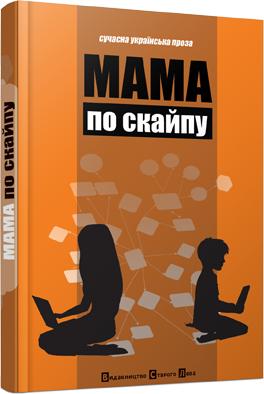 сучасна українська проза
МАМА
ПО СКАЙПУ
Видавництво Старого Лева
МАМА ПО СКАЙПУ